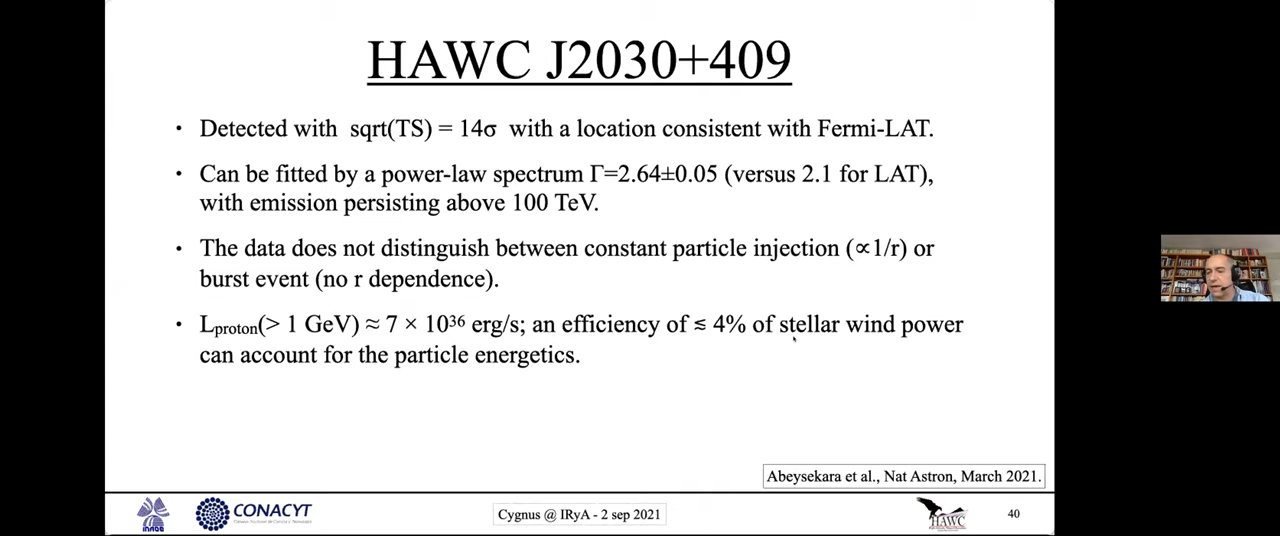 HAWC J2030+409
• Detected with sqrt(TS) = 14σ with a location consistent with Fermi-LAT.
• Can be fitted by a power-law spectrum Γ=2.64±0.05 (versus 2.1 for LAT),
with emission persisting above 100 TeV.
• The data does not distinguish between constant particle injection (∝1/r) or
burst event (no r dependence).
• Lproton(> 1 GeV) ≈ 7 × 10³⁶ erg/s; an efficiency of ≲ 4% of stellar wind power
can account for the particle energetics.
Abeysekara et al., Nat Astron, March 2021.
CONACYT
Cygnus @ IRyA - 2 sep 2021
HAWC
40